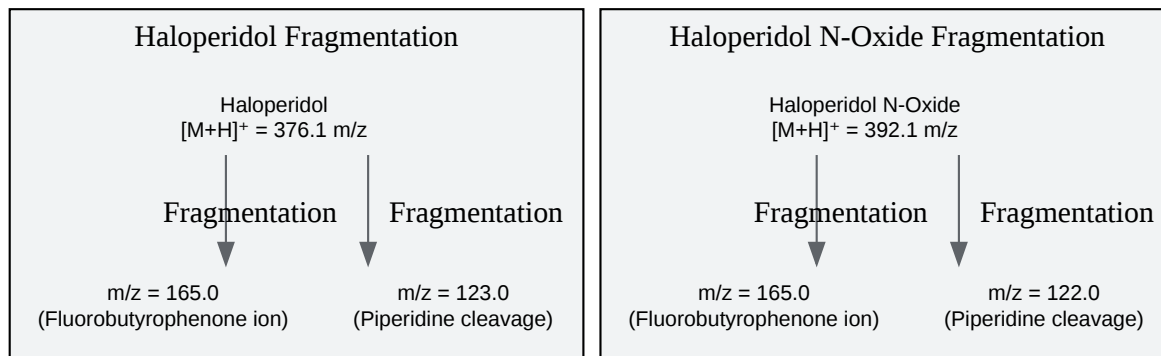 Haloperidol Fragmentation
Haloperidol
[M+H]⁺ = 376.1 m/z
Fragmentation
Fragmentation
m/z = 165.0
(Fluorobutyrophenone ion)
m/z = 123.0
(Piperidine cleavage)
Haloperidol N-Oxide Fragmentation
Haloperidol N-Oxide
[M+H]⁺ = 392.1 m/z
Fragmentation
Fragmentation
m/z = 165.0
(Fluorobutyrophenone ion)
m/z = 122.0
(Piperidine cleavage)